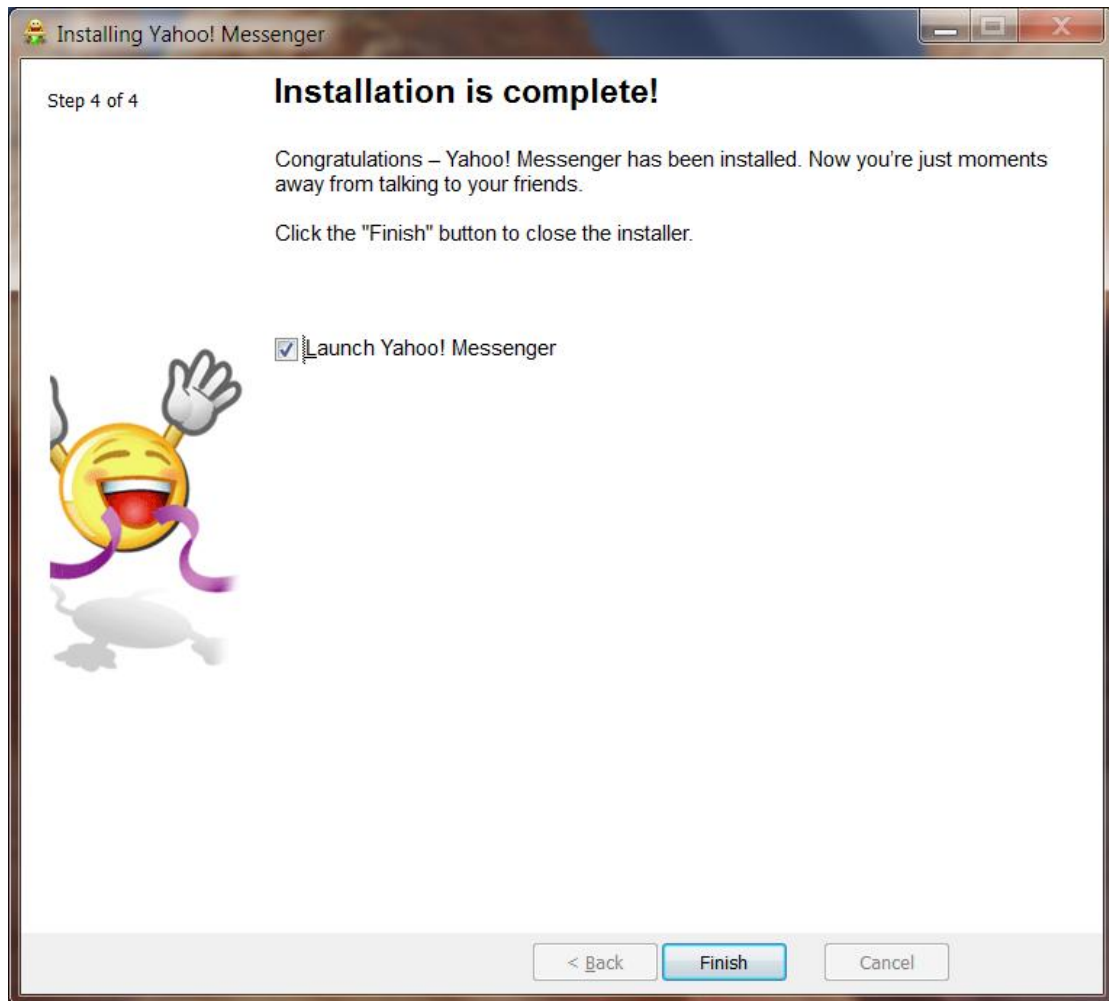 Installing Yahoo! Messenger
Step 4 of 4
Installation is complete!
Congratulations – Yahoo! Messenger has been installed. Now you’re just moments
away from talking to your friends.
Click the "Finish" button to close the installer.
Launch Yahoo! Messenger
< Back
Finish
Cancel